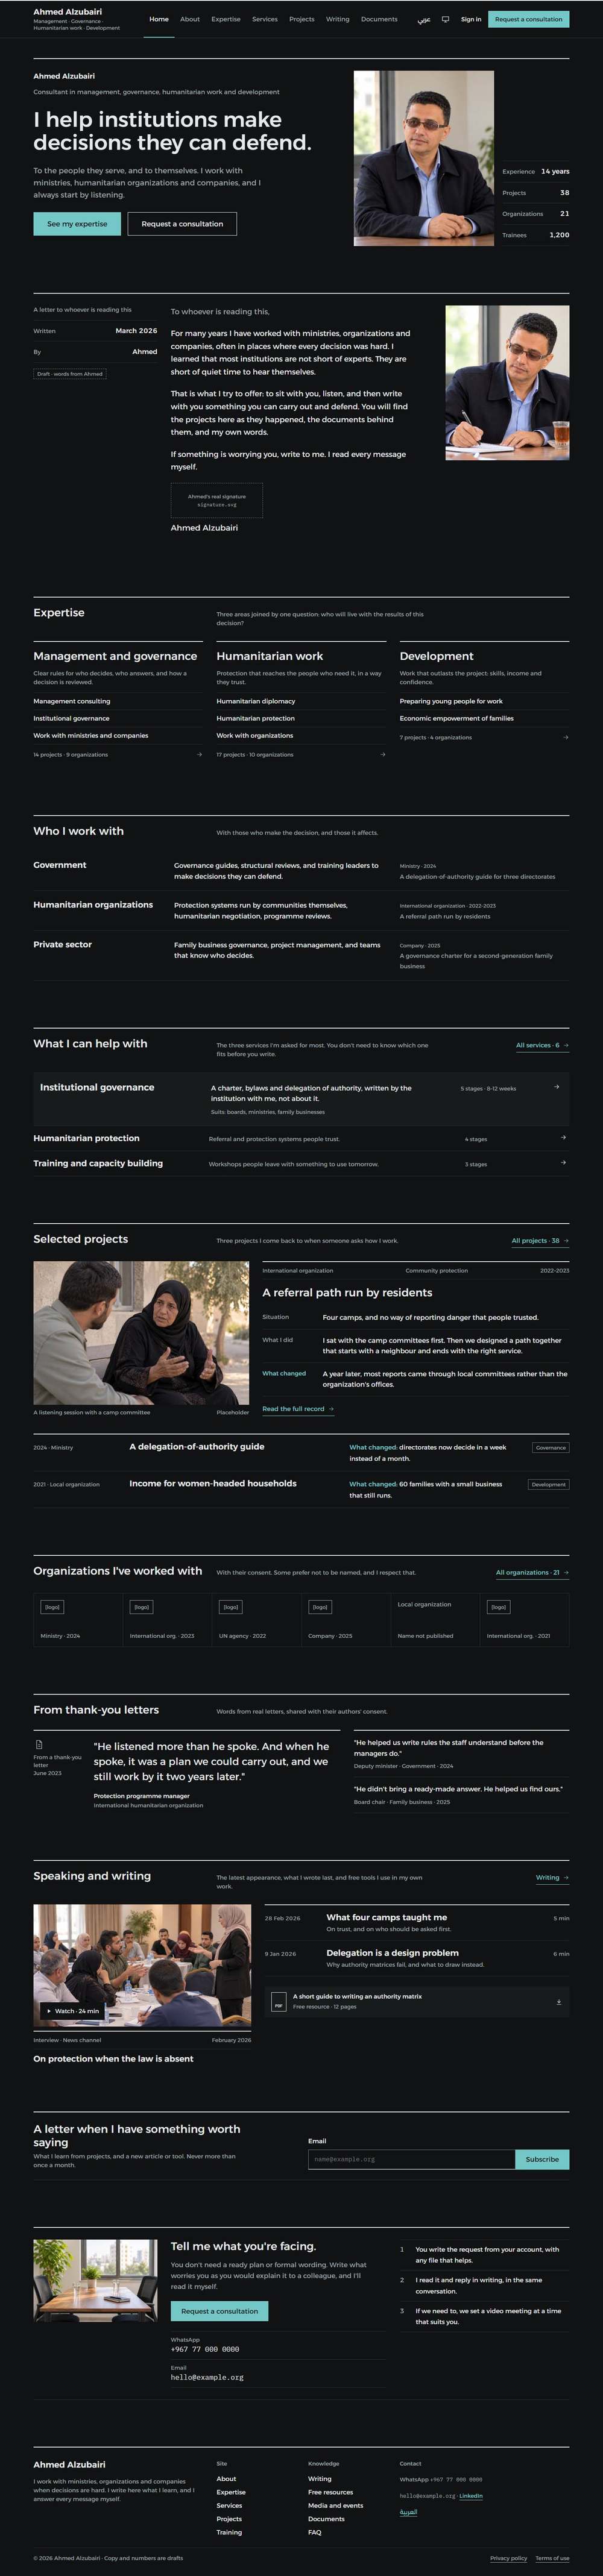 Ahmed Alzubairi
Management · Governance ·
Humanitarian work · Development
Home
About
Expertise
Services
Projects
Writing
Documents
عربي
Sign in
Request a consultation
Ahmed Alzubairi
Consultant in management, governance, humanitarian work and development
I help institutions make
decisions they can defend.
To the people they serve, and to themselves. I work with
ministries, humanitarian organizations and companies, and I
always start by listening.
See my expertise
Request a consultation
Experience 14 years
Projects 38
Organizations 21
Trainees 1,200
A letter to whoever is reading this
Written March 2026
By Ahmed
Draft · words from Ahmed
To whoever is reading this,
For many years I have worked with ministries, organizations and
companies, often in places where every decision was hard. I
learned that most institutions are not short of experts. They are
short of quiet time to hear themselves.
That is what I try to offer: to sit with you, listen, and then write
with you something you can carry out and defend. You will find
the projects here as they happened, the documents behind
them, and my own words.
If something is worrying you, write to me. I read every message
myself.
Ahmed's real signature
signature.svg
Ahmed Alzubairi
Expertise
Three areas joined by one question: who will live with the results of this
decision?
Management and governance
Clear rules for who decides, who answers, and how a
decision is reviewed.
Management consulting
Institutional governance
Work with ministries and companies
14 projects · 9 organizations →
Humanitarian work
Protection that reaches the people who need it, in a way
they trust.
Humanitarian diplomacy
Humanitarian protection
Work with organizations
17 projects · 10 organizations →
Development
Work that outlasts the project: skills, income and
confidence.
Preparing young people for work
Economic empowerment of families
7 projects · 4 organizations →
Who I work with
With those who make the decision, and those it affects.
Government
Governance guides, structural reviews, and training leaders to
make decisions they can defend.
Ministry · 2024
A delegation-of-authority guide for three directorates
Humanitarian organizations
Protection systems run by communities themselves,
humanitarian negotiation, programme reviews.
International organization · 2022-2023
A referral path run by residents
Private sector
Family business governance, project management, and teams
that know who decides.
Company · 2025
A governance charter for a second-generation family
business
What I can help with
The three services I'm asked for most. You don't need to know which one
fits before you write.
All services · 6 →
Institutional governance
A charter, bylaws and delegation of authority, written by the
institution with me, not about it.
Suits: boards, ministries, family businesses
5 stages · 8-12 weeks →
Humanitarian protection
Referral and protection systems people trust.
4 stages →
Training and capacity building
Workshops people leave with something to use tomorrow.
3 stages →
Selected projects
Three projects I come back to when someone asks how I work.
All projects · 38 →
A listening session with a camp committee
Placeholder
International organization
Community protection
2022-2023
A referral path run by residents
Situation
Four camps, and no way of reporting danger that people trusted.
What I did
I sat with the camp committees first. Then we designed a path together
that starts with a neighbour and ends with the right service.
What changed
A year later, most reports came through local committees rather than the
organization's offices.
Read the full record →
2024 · Ministry
A delegation-of-authority guide
What changed: directorates now decide in a week
instead of a month.
Governance
2021 · Local organization
Income for women-headed households
What changed: 60 families with a small business
that still runs.
Development
Organizations I've worked with
With their consent. Some prefer not to be named, and I respect that.
All organizations · 21 →
[logo]
Ministry · 2024
[logo]
International org. · 2023
[logo]
UN agency · 2022
[logo]
Company · 2025
Local organization
Name not published
[logo]
International org. · 2021
From thank-you letters
Words from real letters, shared with their authors' consent.
From a thank-you
letter
June 2023
"He listened more than he spoke. And when he
spoke, it was a plan we could carry out, and we
still work by it two years later."
Protection programme manager
International humanitarian organization
"He helped us write rules the staff understand before the
managers do."
Deputy minister · Government · 2024
"He didn't bring a ready-made answer. He helped us find ours."
Board chair · Family business · 2025
Speaking and writing
The latest appearance, what I wrote last, and free tools I use in my own
work.
Writing →
Watch · 24 min
Interview · News channel
February 2026
On protection when the law is absent
28 Feb 2026
What four camps taught me
On trust, and on who should be asked first.
5 min
9 Jan 2026
Delegation is a design problem
Why authority matrices fail, and what to draw instead.
6 min
PDF
A short guide to writing an authority matrix
Free resource · 12 pages
A letter when I have something worth
saying
What I learn from projects, and a new article or tool. Never more than
once a month.
Email
name@example.org
Subscribe
Tell me what you're facing.
You don't need a ready plan or formal wording. Write what
worries you as you would explain it to a colleague, and I'll
read it myself.
Request a consultation
WhatsApp
+967 77 000 0000
Email
hello@example.org
1 You write the request from your account, with
any file that helps.
2 I read it and reply in writing, in the same
conversation.
3 If we need to, we set a video meeting at a time
that suits you.
Ahmed Alzubairi
I work with ministries, organizations and companies
when decisions are hard. I write here what I learn, and I
answer every message myself.
Site
About
Expertise
Services
Projects
Training
Knowledge
Writing
Free resources
Media and events
Documents
FAQ
Contact
WhatsApp +967 77 000 0000
hello@example.org · LinkedIn
العربية
© 2026 Ahmed Alzubairi · Copy and numbers are drafts
Privacy policy
Terms of use